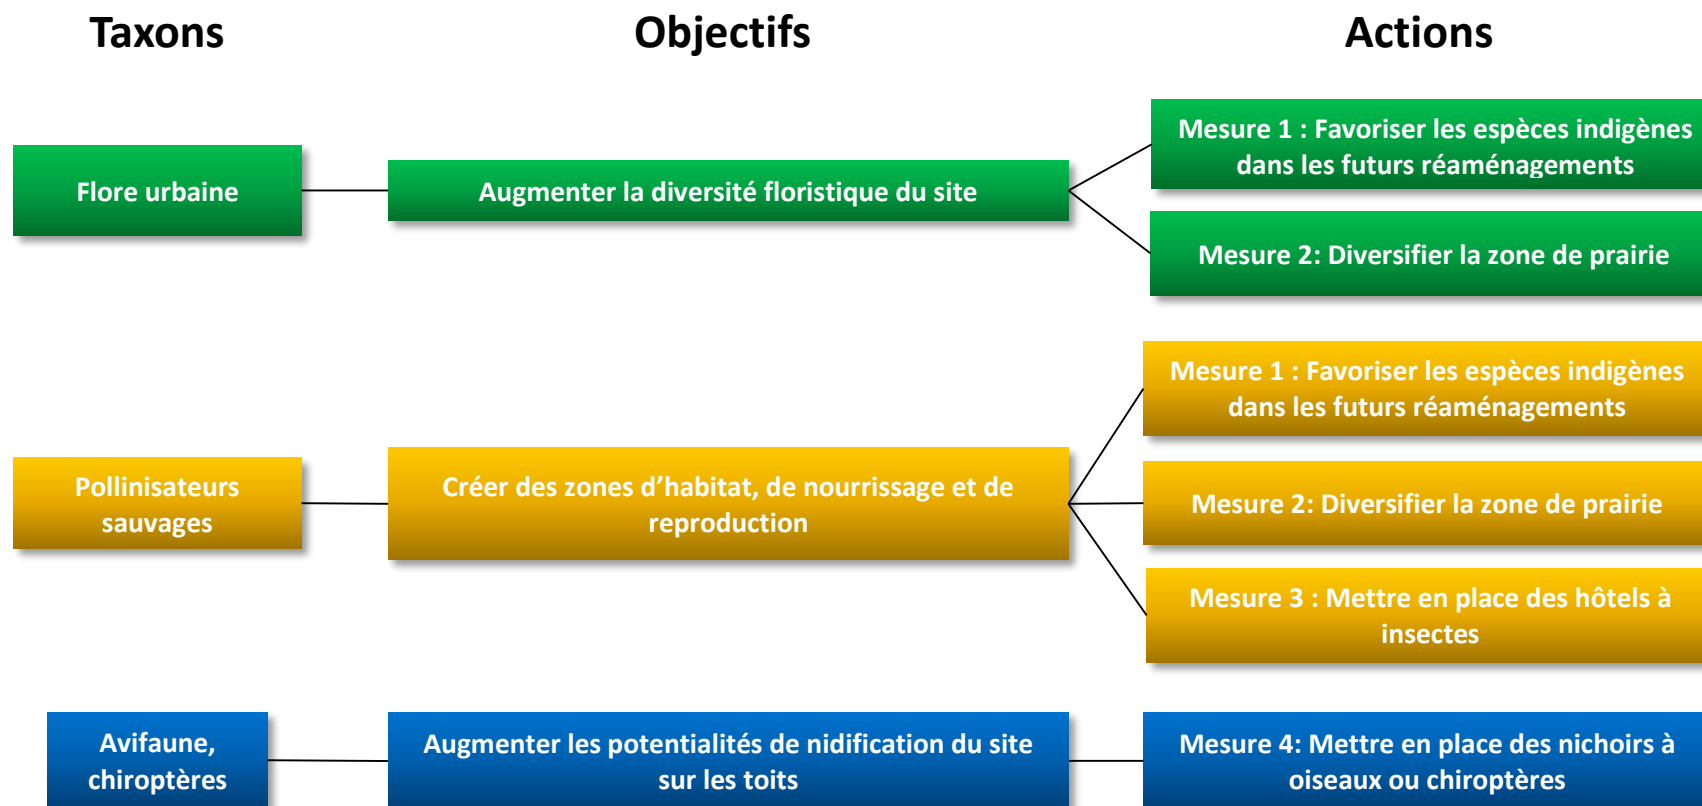 Taxons
Objectifs
Actions
Flore urbaine
Augmenter la diversité floristique du site
Mesure 1 : Favoriser les espèces indigènes
dans les futurs réaménagements
Mesure 2: Diversifier la zone de prairie
Pollinisateurs
sauvages
Créer des zones d’habitat, de nourrissage et de
reproduction
Mesure 1 : Favoriser les espèces indigènes
dans les futurs réaménagements
Mesure 2: Diversifier la zone de prairie
Mesure 3 : Mettre en place des hôtels à
insectes
Avifaune,
chiroptères
Augmenter les potentialités de nidification du site
sur les toits
Mesure 4: Mettre en place des nichoirs à
oiseaux ou chiroptères